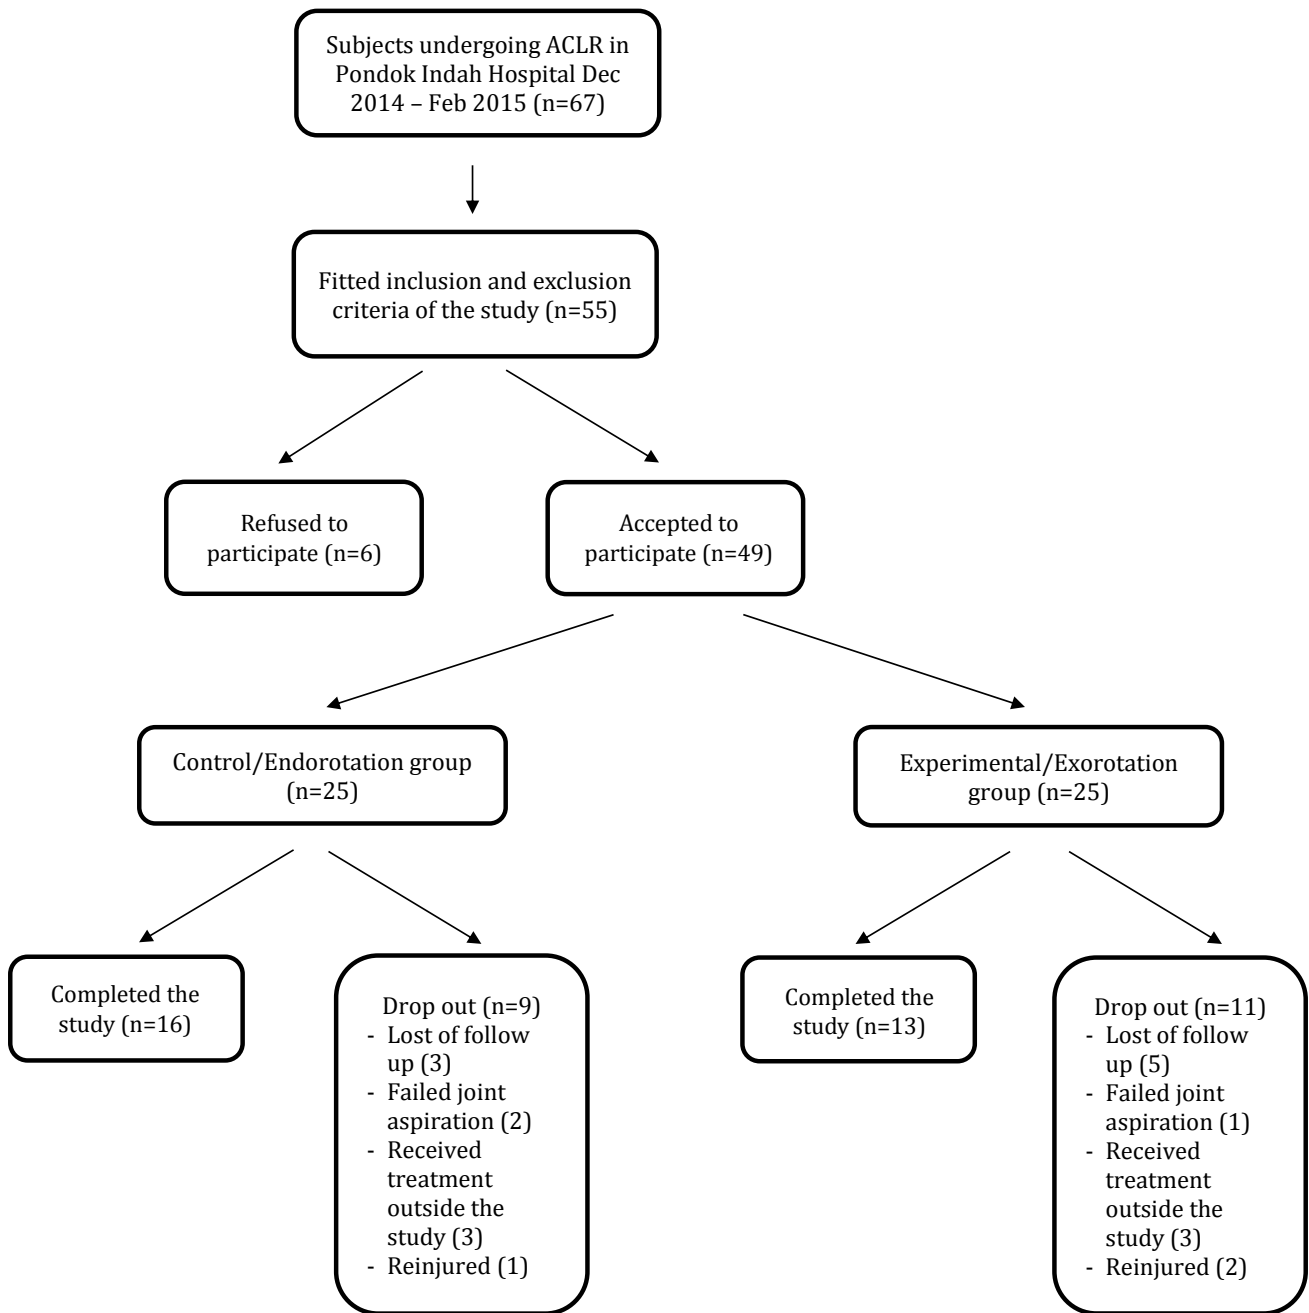 Subjects undergoing ACLR in
Pondok Indah Hospital Dec
2014 – Feb 2015 (n=67)
Fitted inclusion and exclusion
criteria of the study (n=55)
Refused to
participate (n=6)
Accepted to
participate (n=49)
Control/Endorotation group
(n=25)
Experimental/Exorotation
group (n=25)
Completed the
study (n=16)
Drop out (n=9)
- Lost of follow
up (3)
- Failed joint
aspiration (2)
- Received
treatment
outside the
study (3)
- Reinjured (1)
Completed the
study (n=13)
Drop out (n=11)
- Lost of follow
up (5)
- Failed joint
aspiration (1)
- Received
treatment
outside the
study (3)
- Reinjured (2)